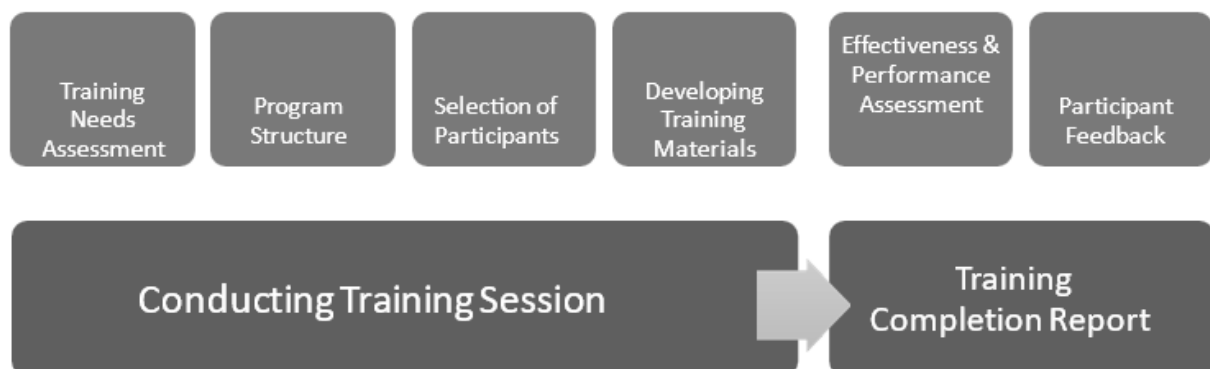 Training
Needs
Assessment
Program
Structure
Selection of
Participants
Developing
Training
Materials
Effectiveness &
Performance
Assessment
Participant
Feedback
Conducting Training Session
Training
Completion Report